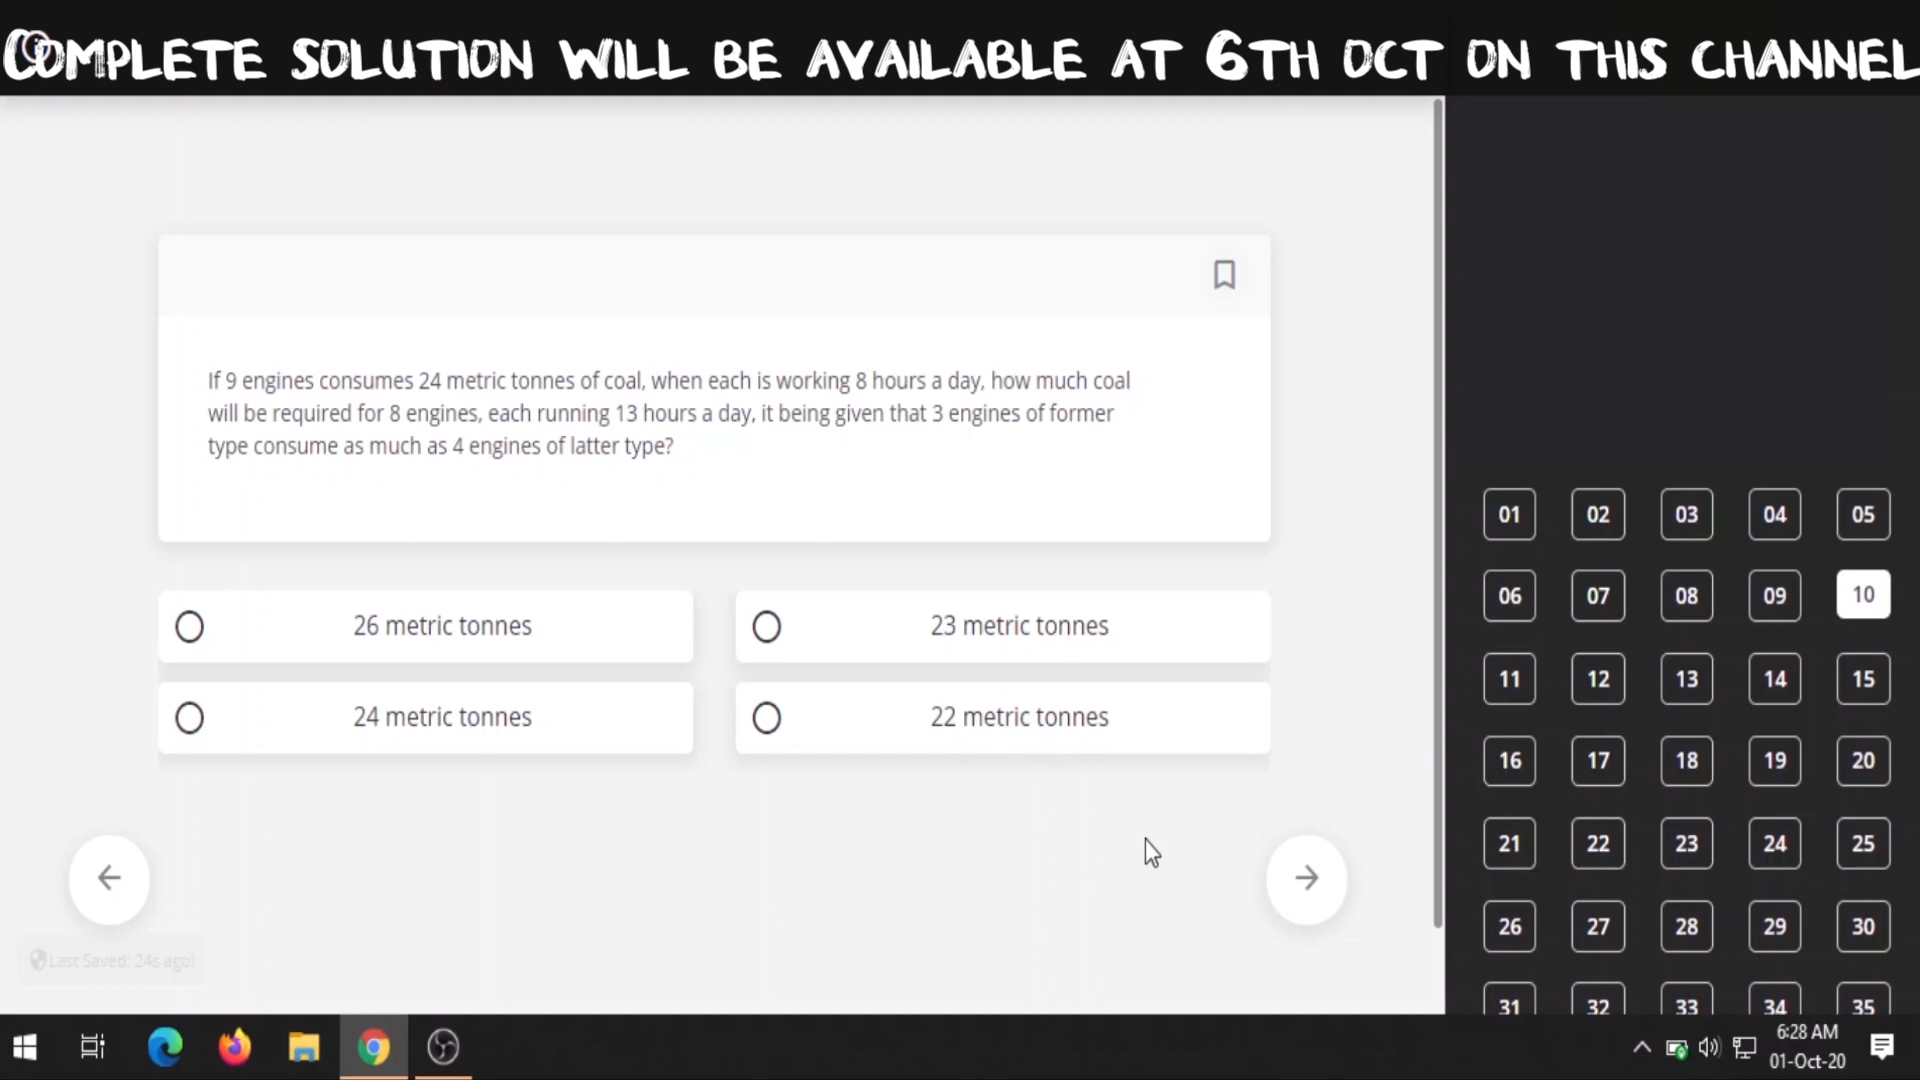 COMPLETE SOLUTION WILL BE AVAILABLE AT 6TH OCT ON THIS CHANNEL
If 9 engines consumes 24 metric tonnes of coal, when each is working 8 hours a day, how much coal
will be required for 8 engines, each running 13 hours a day, it being given that 3 engines of former
type consume as much as 4 engines of latter type?
26 metric tonnes
23 metric tonnes
24 metric tonnes
22 metric tonnes
Last Saved: 24s ago!
01 02 03 04 05
06 07 08 09 10
11 12 13 14 15
16 17 18 19 20
21 22 23 24 25
26 27 28 29 30
31 32 33 34 35
6:28 AM
01-Oct-20